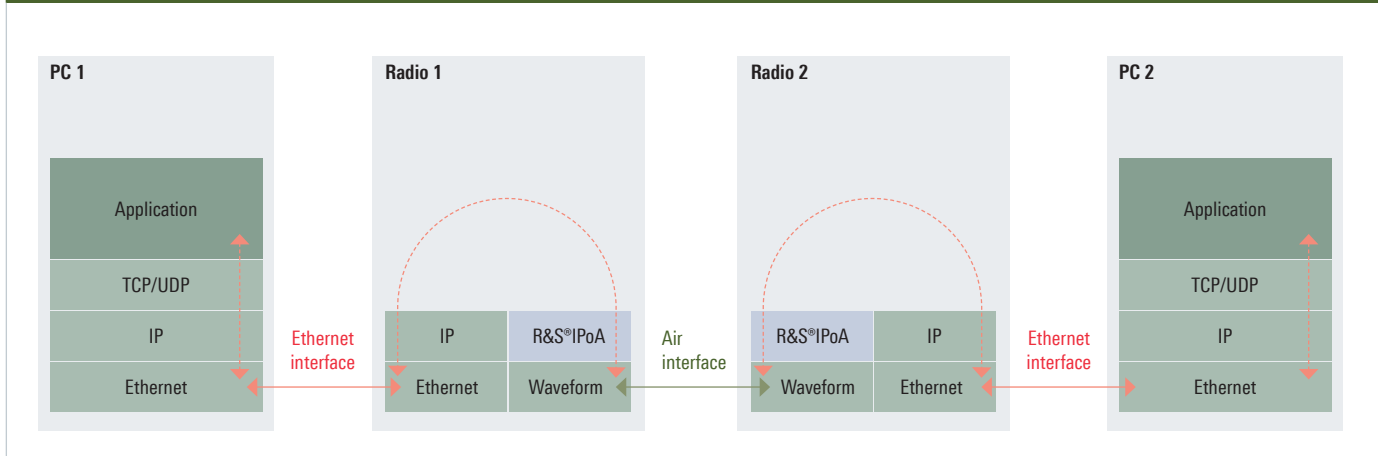 PC 1
Radio 1
Radio 2
PC 2
Application
TCP/UDP
IP
Ethernet
Ethernet
interface
IP
R&S®IPoA
Ethernet
Waveform
Air
interface
R&S®IPoA
IP
Waveform
Ethernet
Ethernet
interface
Application
TCP/UDP
IP
Ethernet